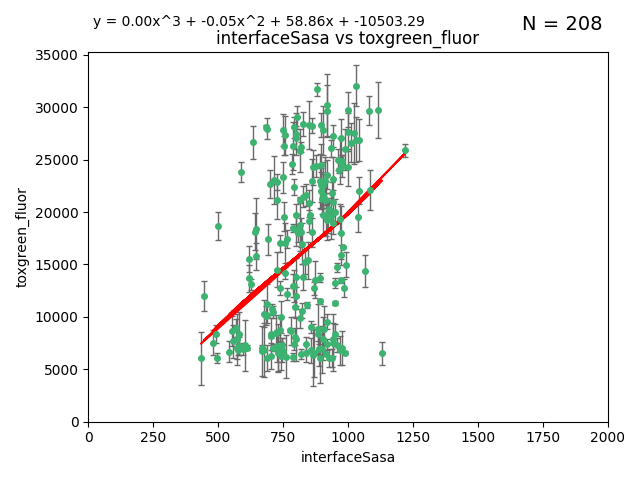 y = 0.00x^3 + -0.05x^2 + 58.86x + -10503.29
N = 208
interfaceSasa vs toxgreen_fluor
35000
30000
25000
20000
15000
10000
5000
0
toxgreen_fluor
0 250 500 750 1000 1250 1500 1750 2000
interfaceSasa